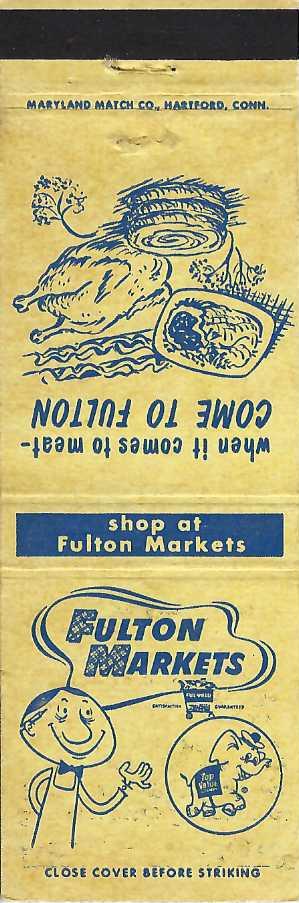 MARYLAND MATCH CO., HARTFORD, CONN.
when it comes to meat-
COME TO FULTON
shop at
Fulton Markets
FULTON
MARKETS
SATISFACTION GUARANTEED
Top
Value
CLOSE COVER BEFORE STRIKING